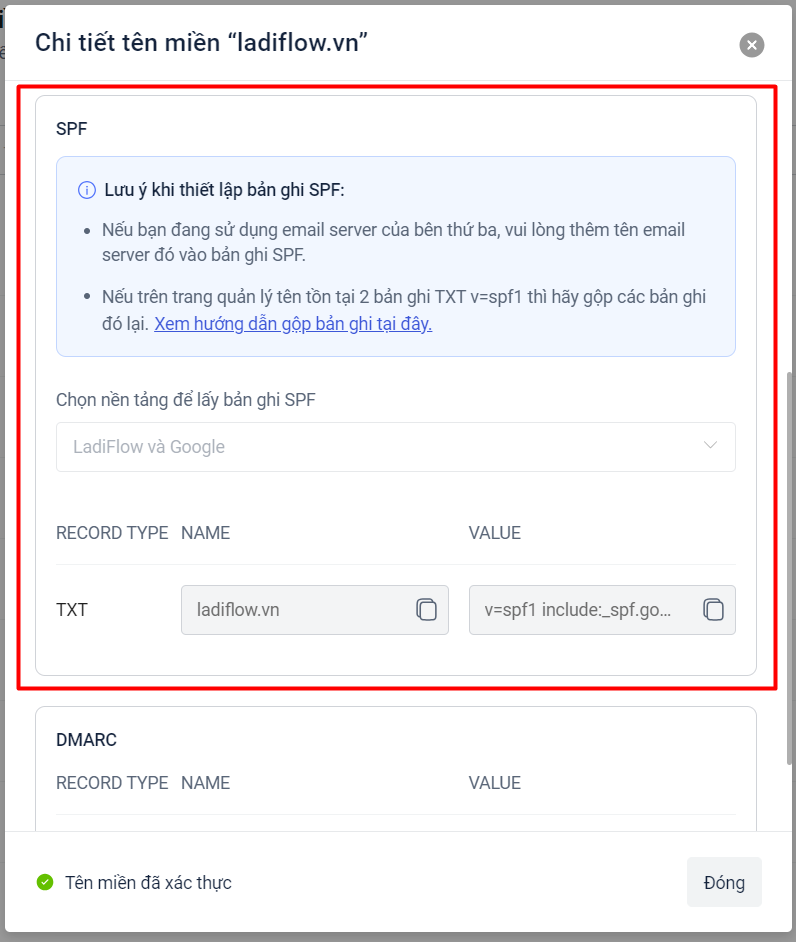 Chi tiết tên miền “ladiflow.vn”
SPF
Lưu ý khi thiết lập bản ghi SPF:
Nếu bạn đang sử dụng email server của bên thứ ba, vui lòng thêm tên email
server đó vào bản ghi SPF.
Nếu trên trang quản lý tên tồn tại 2 bản ghi TXT v=spf1 thì hãy gộp các bản ghi
đó lại. Xem hướng dẫn gộp bản ghi tại đây.
Chọn nền tảng để lấy bản ghi SPF
LadiFlow và Google
RECORD TYPE NAME VALUE
TXT ladiflow.vn v=spf1 include:_spf.go...
DMARC
RECORD TYPE NAME VALUE
Tên miền đã xác thực
Đóng